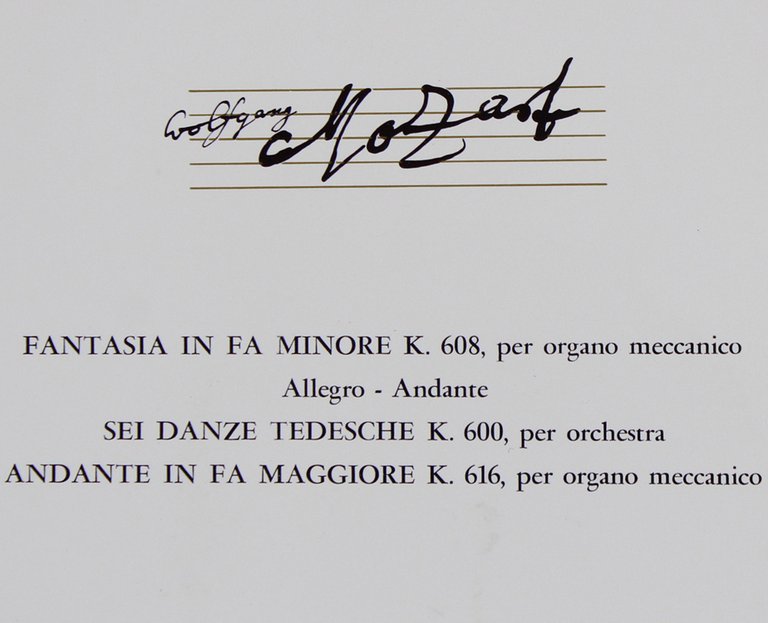 Wolfgang Mozart
FANTASIA IN FA MINORE K. 608, per organo meccanico
Allegro - Andante
SEI DANZE TEDESCHE K. 600, per orchestra
ANDANTE IN FA MAGGIORE K. 616, per organo meccanico